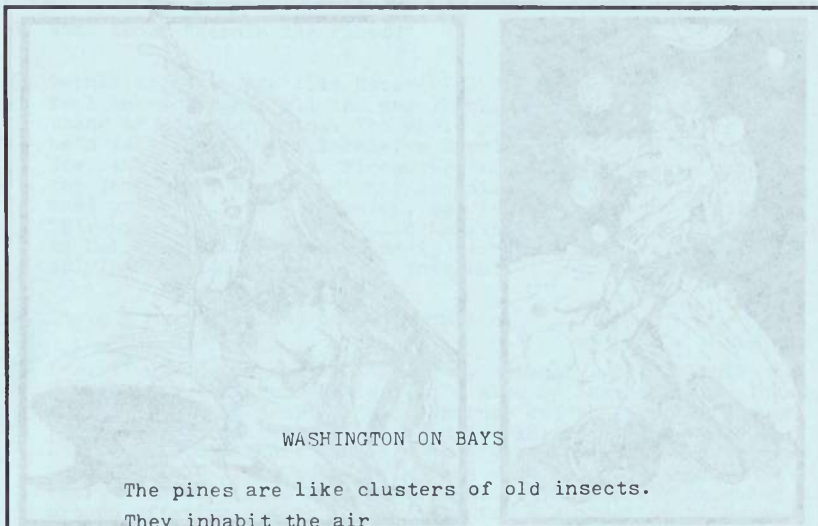 WASHINGTON ON BAYS
The pines are like clusters of old insects.
They inhabit the air